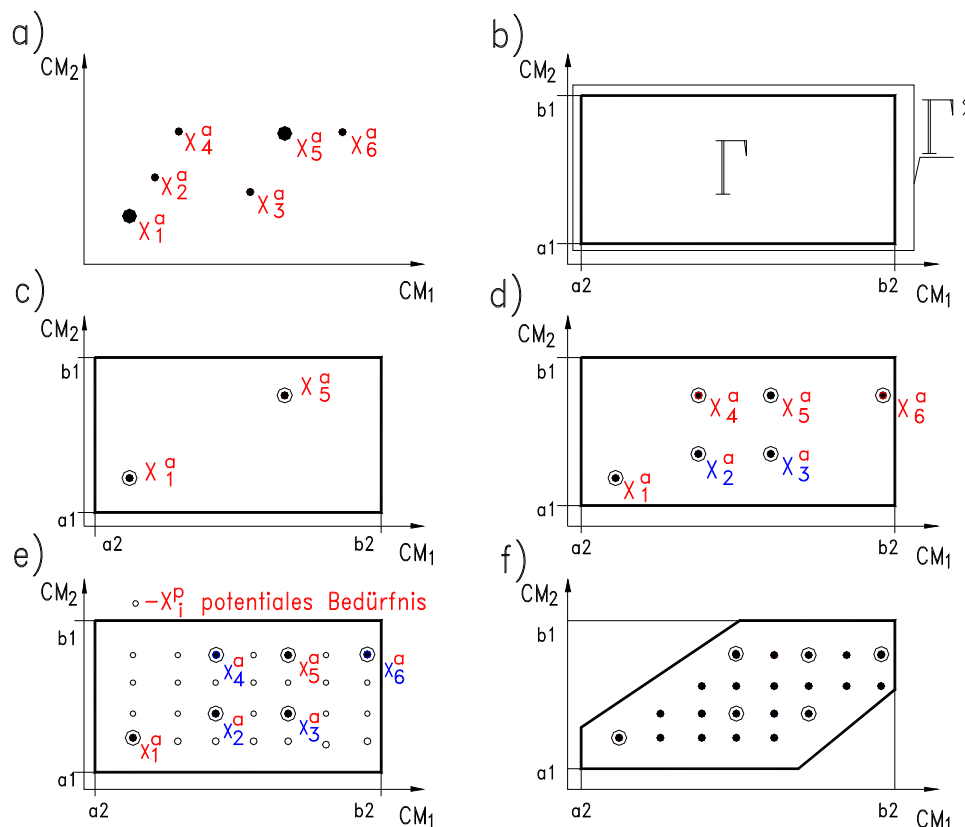 a)
CM2
X4a
X5a
X6a
X2a
X3a
X1a
CM1
b)
CM2
b1
Γ
Γ
a1
a2
b2
CM1
c)
CM2
b1
X5a
X1a
a1
a2
b2
CM1
d)
CM2
b1
X4a
X5a
X6a
X2a
X3a
X1a
a1
a2
b2
CM1
e)
CM2
–Xip potentiales Bedürfnis
b1
X4a
X5a
X6a
X2a
X3a
X1a
a1
a2
b2
CM1
f)
CM2
b1
a1
a2
b2
CM1